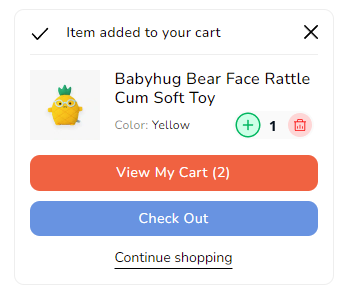 Item added to your cart
Babyhug Bear Face Rattle
Cum Soft Toy
Color: Yellow
1
View My Cart (2)
Check Out
Continue shopping